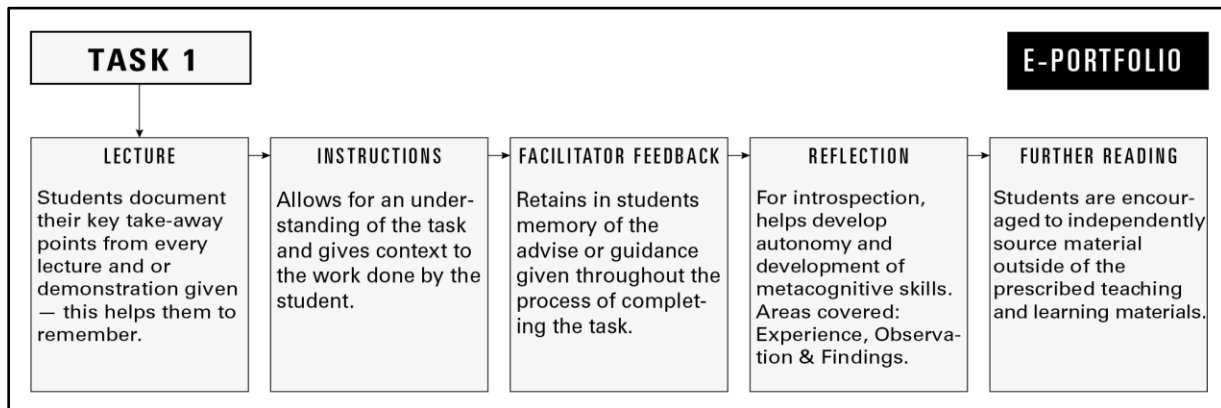 TASK 1
E-PORTFOLIO
LECTURE
Students document
their key take-away
points from every
lecture and or
demonstration given
— this helps them to
remember.
INSTRUCTIONS
Allows for an under-
standing of the task
and gives context to
the work done by the
student.
FACILITATOR FEEDBACK
Retains in students
memory of the
advise or guidance
given throughout the
process of complet-
ing the task.
REFLECTION
For introspection,
helps develop
autonomy and
development of
metacognitive skills.
Areas covered:
Experience, Observa-
tion & Findings.
FURTHER READING
Students are encour-
aged to independently
source material
outside of the
prescribed teaching
and learning materials.